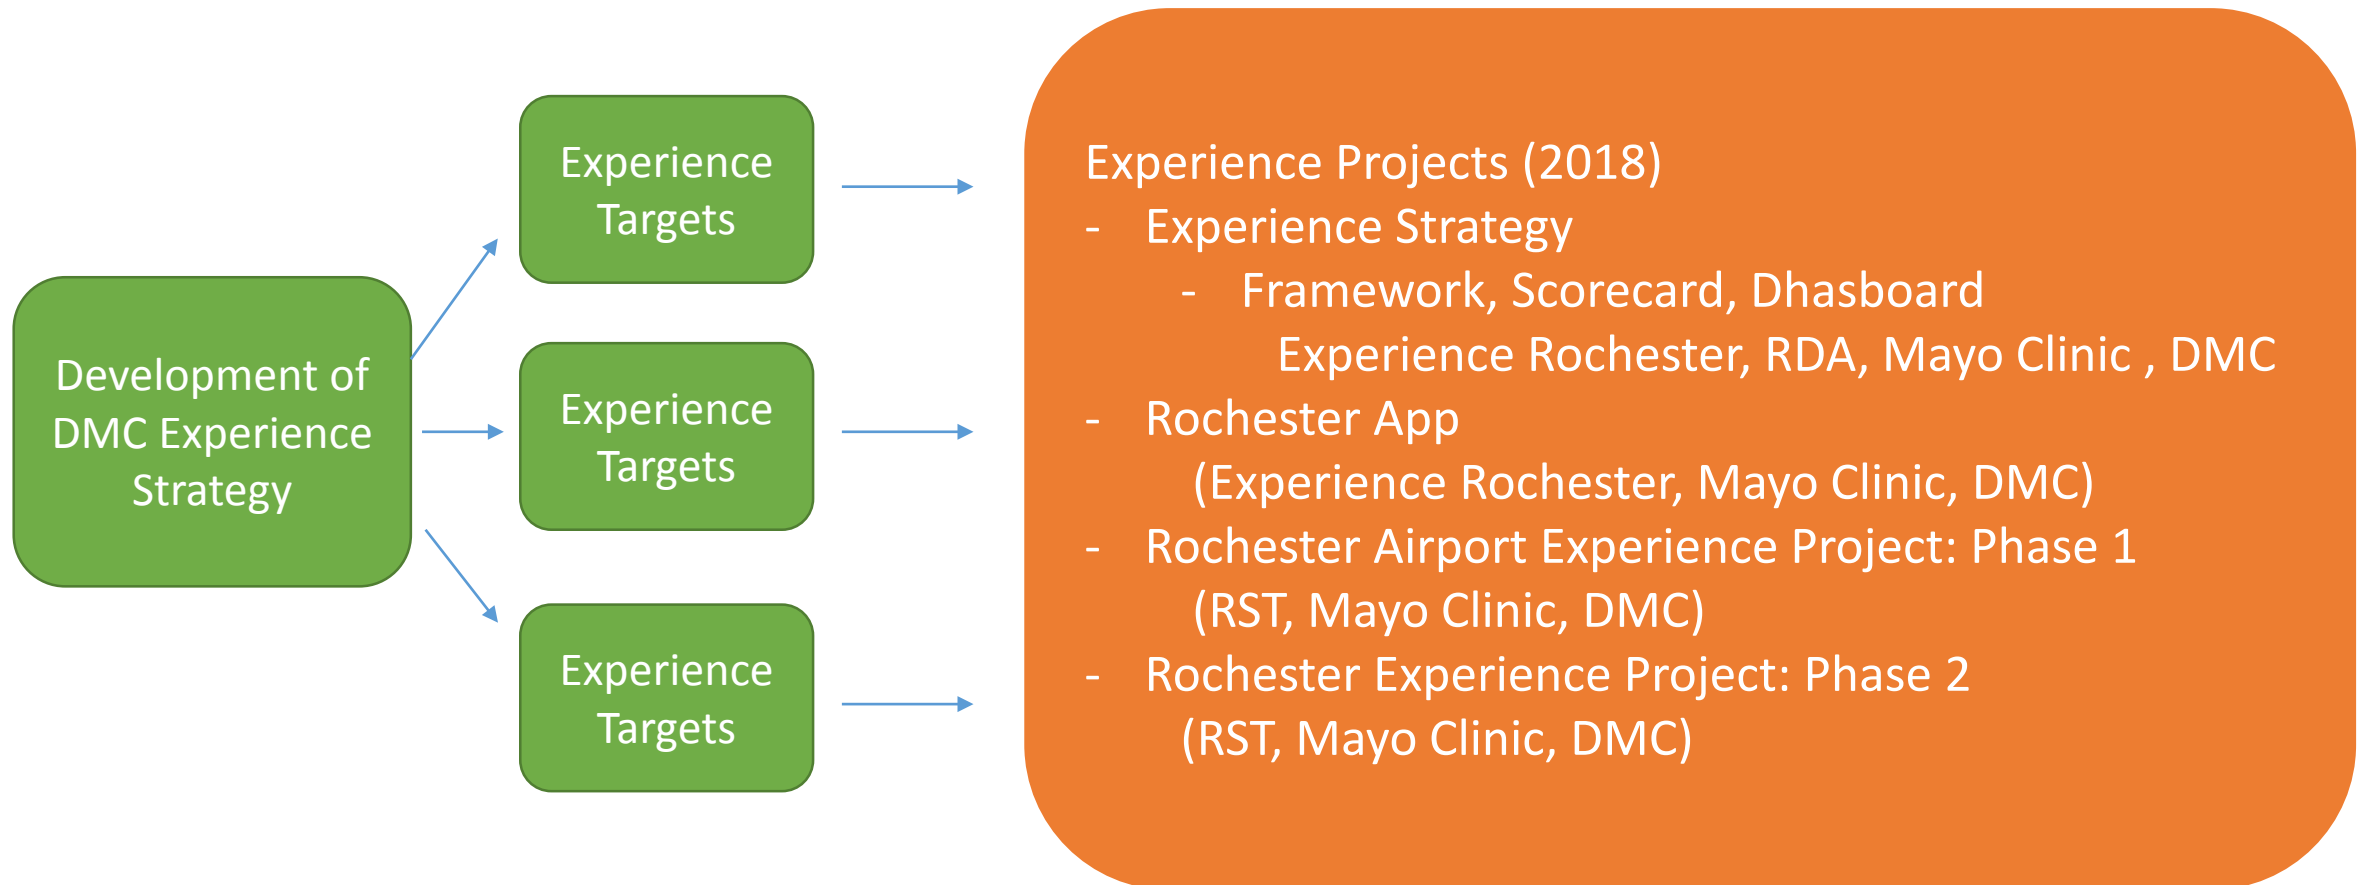 Development of
DMC Experience
Strategy
Experience
Targets
Experience
Targets
Experience
Targets
Experience Projects (2018)
- Experience Strategy
- Framework, Scorecard, Dhasboard
Experience Rochester, RDA, Mayo Clinic , DMC
- Rochester App
(Experience Rochester, Mayo Clinic, DMC)
- Rochester Airport Experience Project: Phase 1
(RST, Mayo Clinic, DMC)
- Rochester Experience Project: Phase 2
(RST, Mayo Clinic, DMC)